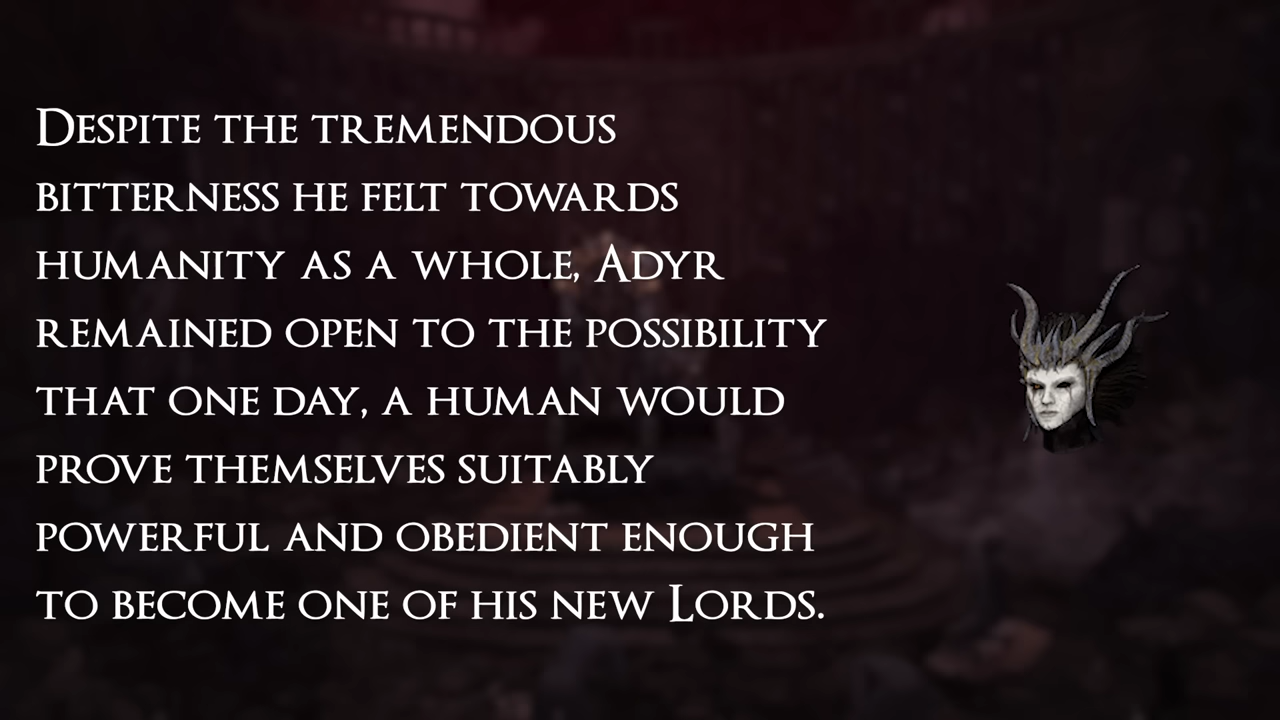 Despite the tremendous
bitterness he felt towards
humanity as a whole, Adyr
remained open to the possibility
that one day, a human would
prove themselves suitably
powerful and obedient enough
to become one of his new Lords.